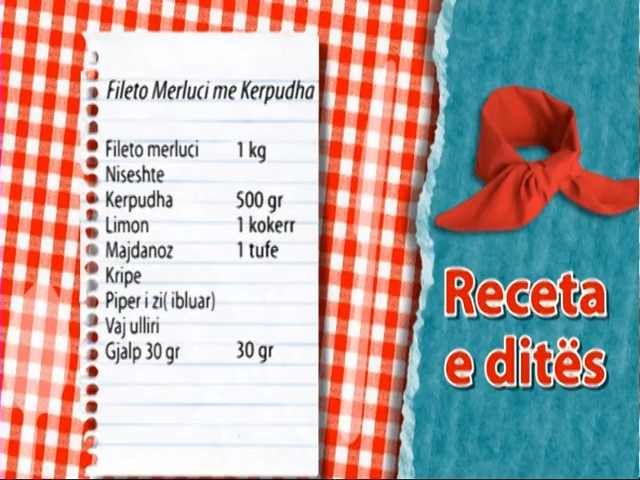 Fileto Merluci me Kerpudha
Fileto merluci 1 kg
Niseshte
Kerpudha 500 gr
Limon 1 kokerr
Majdanoz 1 tufe
Kripe
Piper i zi( ibluar)
Vaj ulliri
Gjalp 30 gr 30 gr
Receta
e ditës